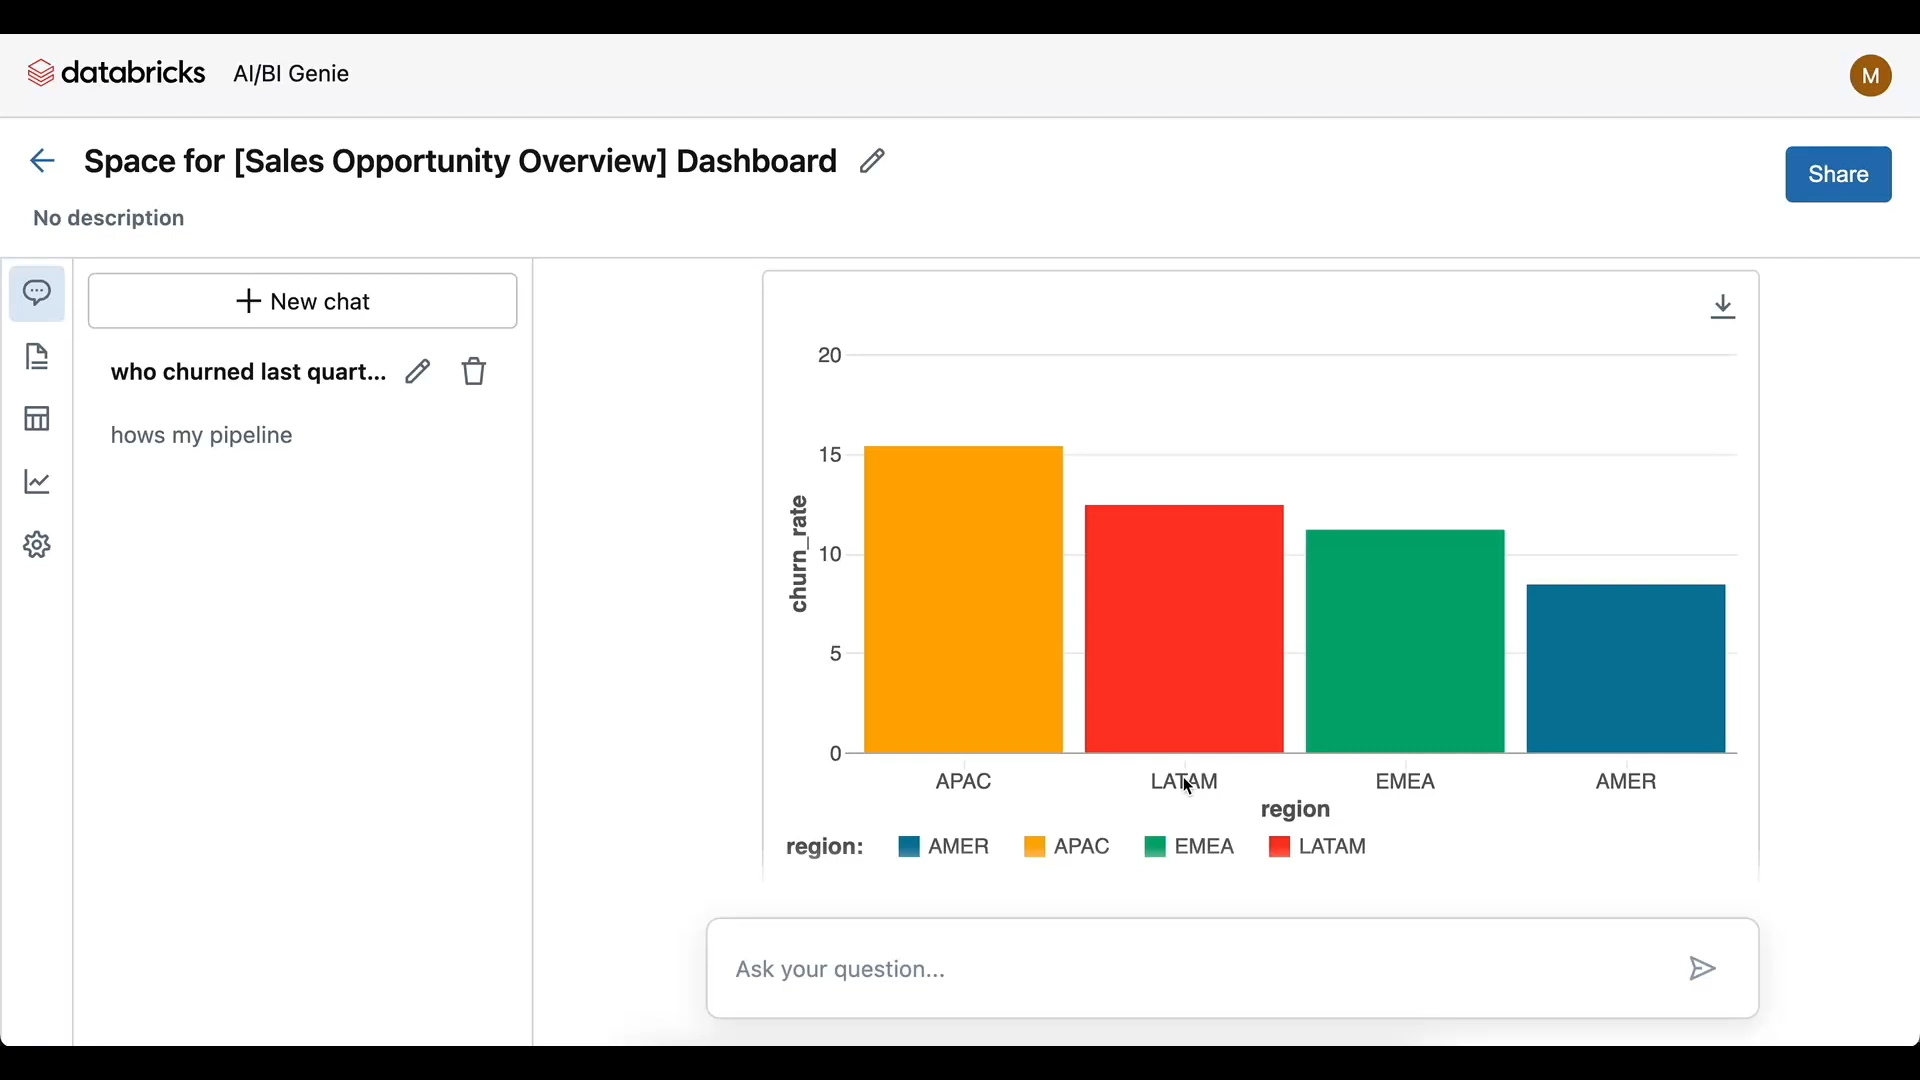 databricks AI/BI Genie
M
Space for [Sales Opportunity Overview] Dashboard
Share
No description
New chat
who churned last quart...
hows my pipeline
20
15
10
5
0
churn_rate
APAC LATAM EMEA AMER
region
region: AMER APAC EMEA LATAM
Ask your question...